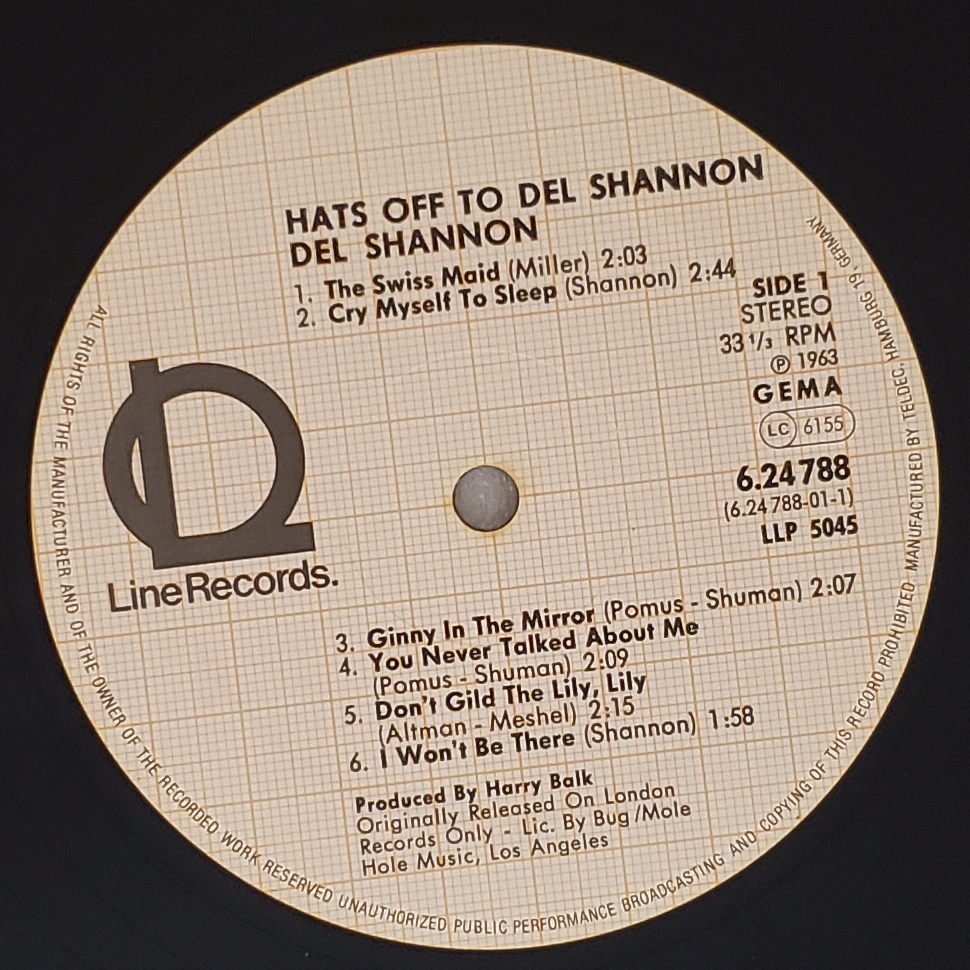 HATS OFF TO DEL SHANNON
DEL SHANNON
1. The Swiss Maid (Miller) 2:03
2. Cry Myself To Sleep (Shannon) 2:44
SIDE 1
STEREO
33 1/3 RPM
Ⓟ 1963
GEMA
LC 6155
6.24788
(6.24788-01-1)
LLP 5045
Line Records.
3. Ginny In The Mirror (Pomus - Shuman) 2:07
4. You Never Talked About Me
(Pomus - Shuman) 2:09
5. Don't Gild The Lily, Lily
(Altman - Meshel) 2:15
6. I Won't Be There (Shannon) 1:58
Produced By Harry Balk
Originally Released On London
Records Only - Lic. By Bug/Mole
Hole Music, Los Angeles
ALL RIGHTS OF THE MANUFACTURER AND OF THE OWNER OF THE RECORDED WORK RESERVED UNAUTHORIZED PUBLIC PERFORMANCE BROADCASTING AND COPYING OF THIS RECORD PROHIBITED MANUFACTURED BY TELDEC, HAMBURG 19, GERMANY